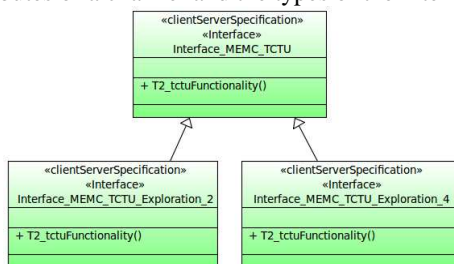 «clientServerSpecification»
«Interface»
Interface_MEMC_TCTU
+ T2_tctuFunctionality()
«clientServerSpecification»
«Interface»
Interface_MEMC_TCTU_Exploration_2
+ T2_tctuFunctionality()
«clientServerSpecification»
«Interface»
Interface_MEMC_TCTU_Exploration_4
+ T2_tctuFunctionality()